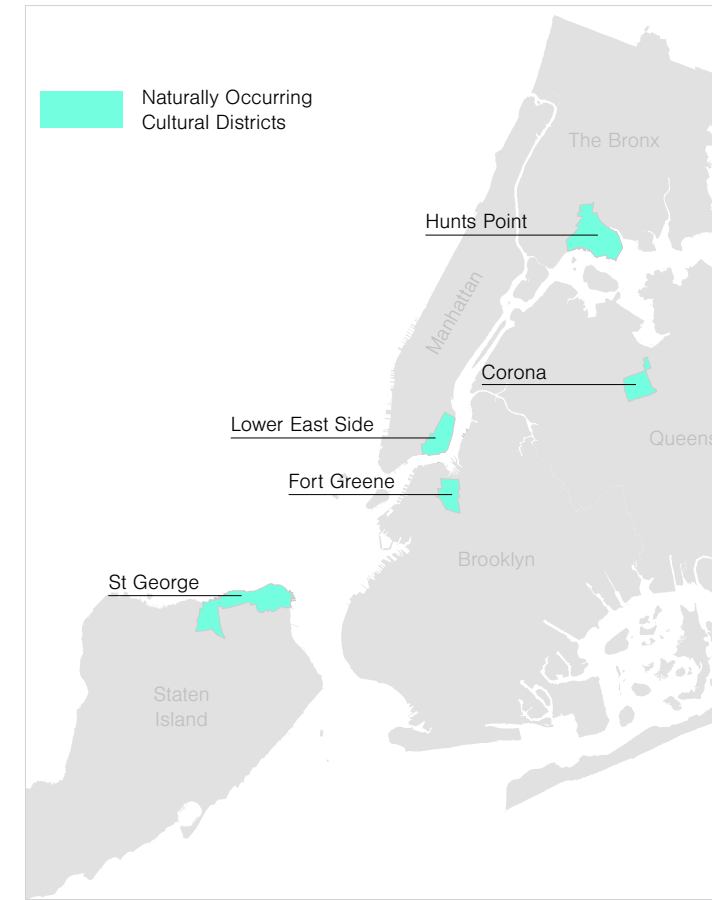 Naturally Occurring
Cultural Districts
The Bronx
Hunts Point
Manhattan
Corona
Lower East Side
Queens
Fort Greene
Brooklyn
St George
Staten
Island